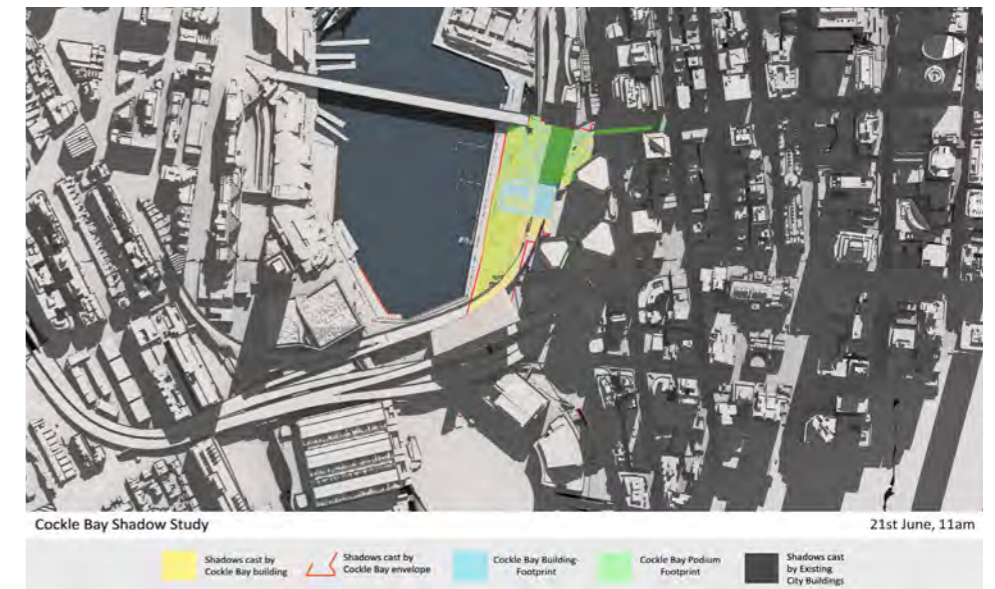 Cockle Bay Shadow Study
21st June, 11am
Shadows cast by
Cockle Bay building
Shadows cast by
Cockle Bay envelope
Cockle Bay Building-
Footprint
Cockle Bay Podium
Footprint
Shadows cast
by Existing
City Buildings